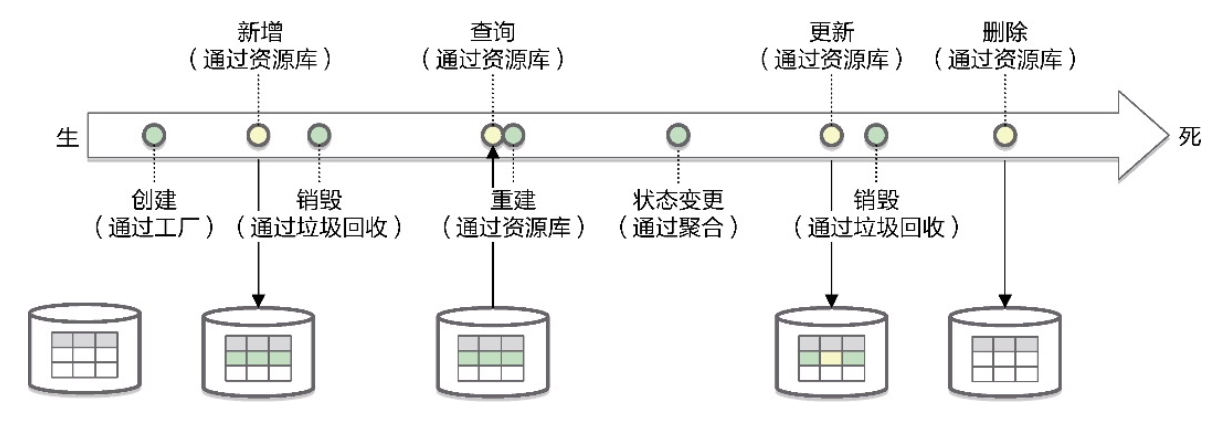 新增
（通过资源库）
查询
（通过资源库）
更新
（通过资源库）
删除
（通过资源库）
生
死
创建
（通过工厂）
销毁
（通过垃圾回收）
重建
（通过资源库）
状态变更
（通过聚合）
销毁
（通过垃圾回收）